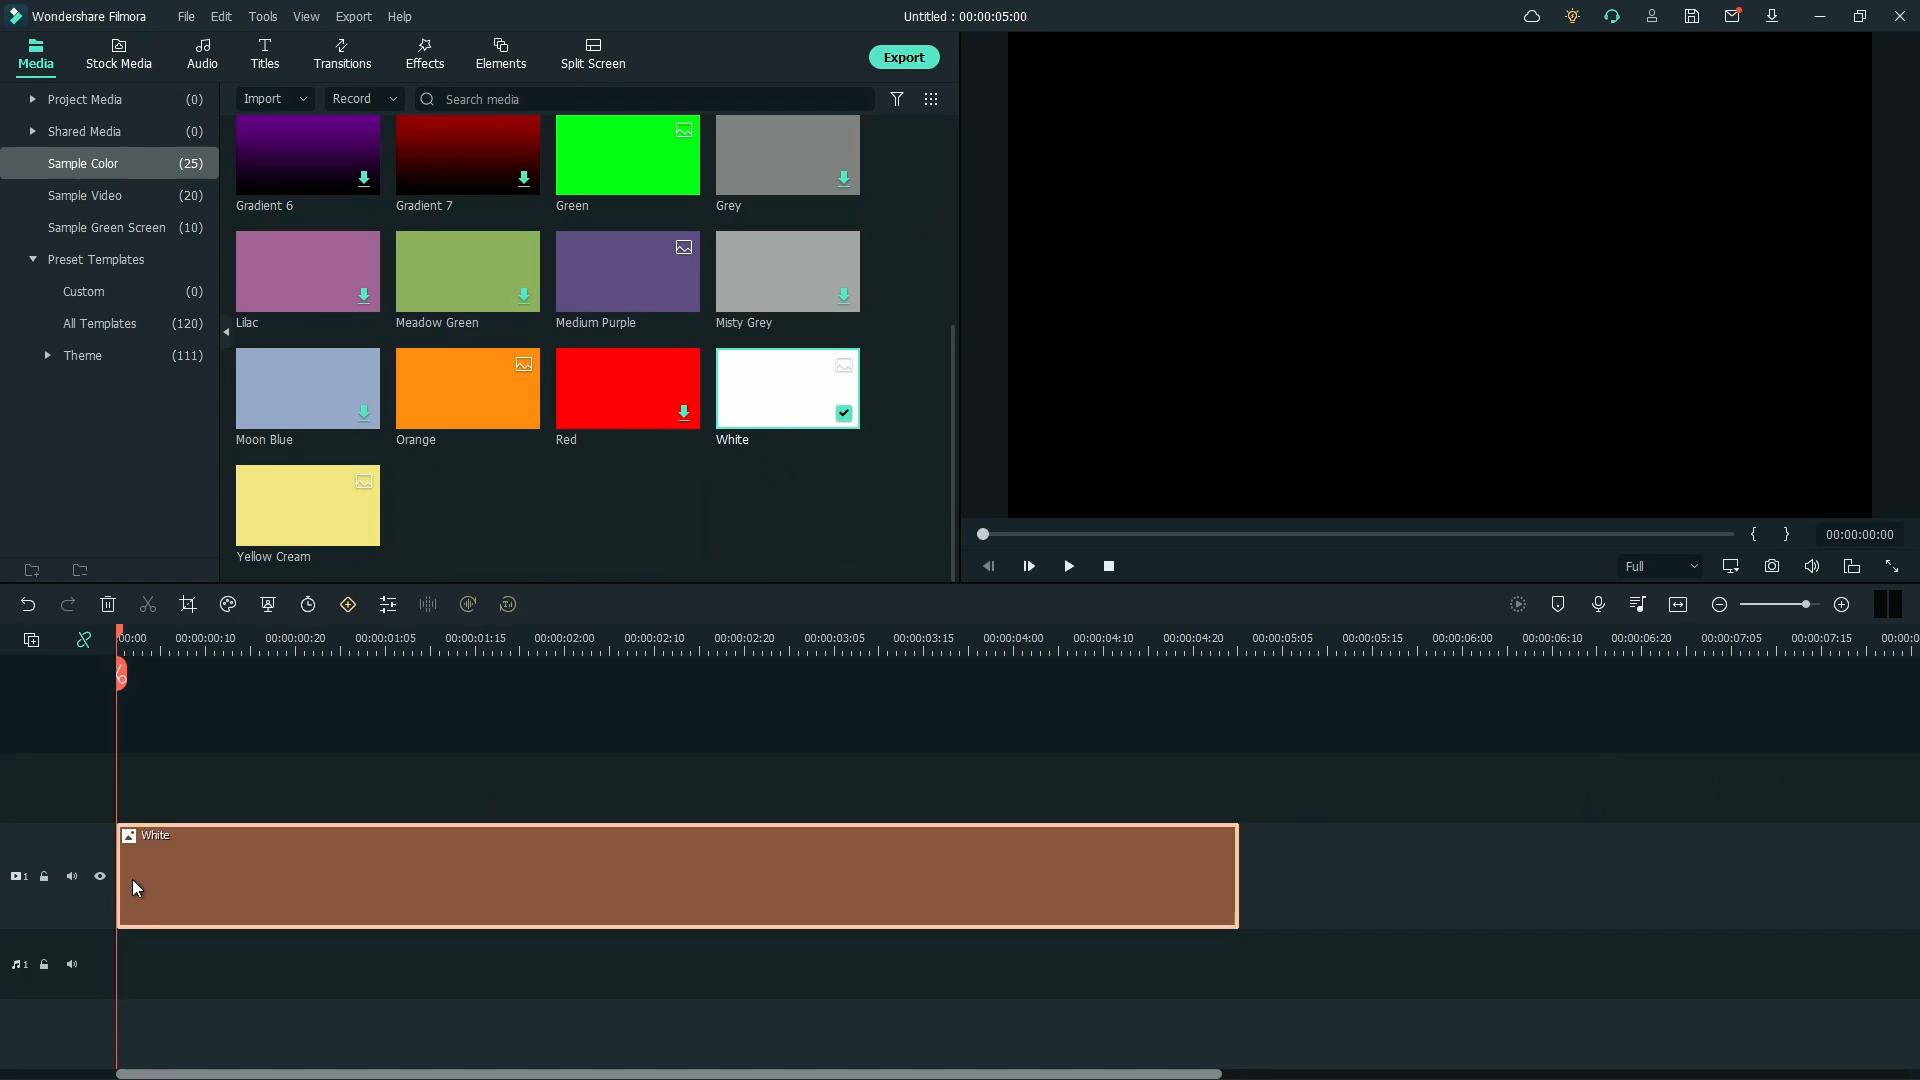 Wondershare Filmora File Edit Tools View Export Help Untitled : 00:00:05:00
Media Stock Media Audio Titles Transitions Effects Elements Split Screen Export
Project Media (0) Import Record Search media
Shared Media (0)
Sample Color (25)
Sample Video (20)
Gradient 6 Gradient 7 Green Grey
Sample Green Screen (10)
Preset Templates
Custom (0)
All Templates (120)
Lilac Meadow Green Medium Purple Misty Grey
Theme (111)
Moon Blue Orange Red White
Yellow Cream
{ } 00:00:00:00
Full
00:00 00:00:00:10 00:00:00:20 00:00:01:05 00:00:01:15 00:00:02:00 00:00:02:10 00:00:02:20 00:00:03:05 00:00:03:15 00:00:04:00 00:00:04:10 00:00:04:20 00:00:05:05 00:00:05:15 00:00:06:00 00:00:06:10 00:00:06:20 00:00:07:05 00:00:07:15 00:00:0
White
1
1